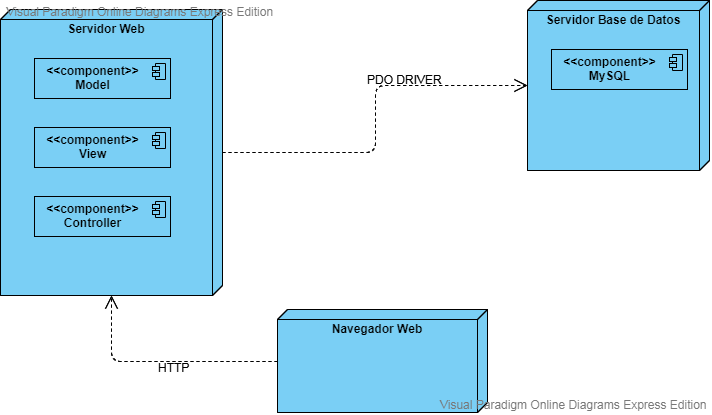 Visual Paradigm Online Diagrams Express Edition
Servidor Web
<<component>>
Model
<<component>>
View
<<component>>
Controller
PDO DRIVER
Servidor Base de Datos
<<component>>
MySQL
HTTP
Navegador Web
Visual Paradigm Online Diagrams Express Edition